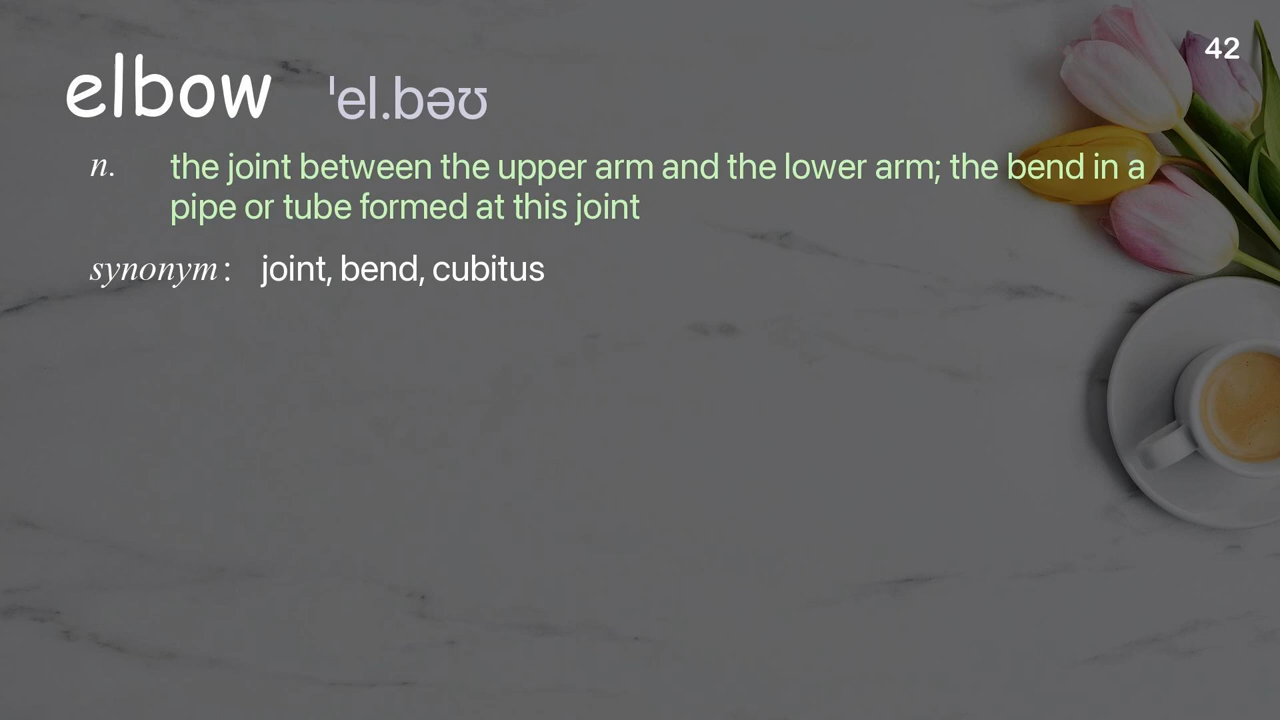 42
elbow ˈel.bəʊ
n. the joint between the upper arm and the lower arm; the bend in a
pipe or tube formed at this joint
synonym: joint, bend, cubitus